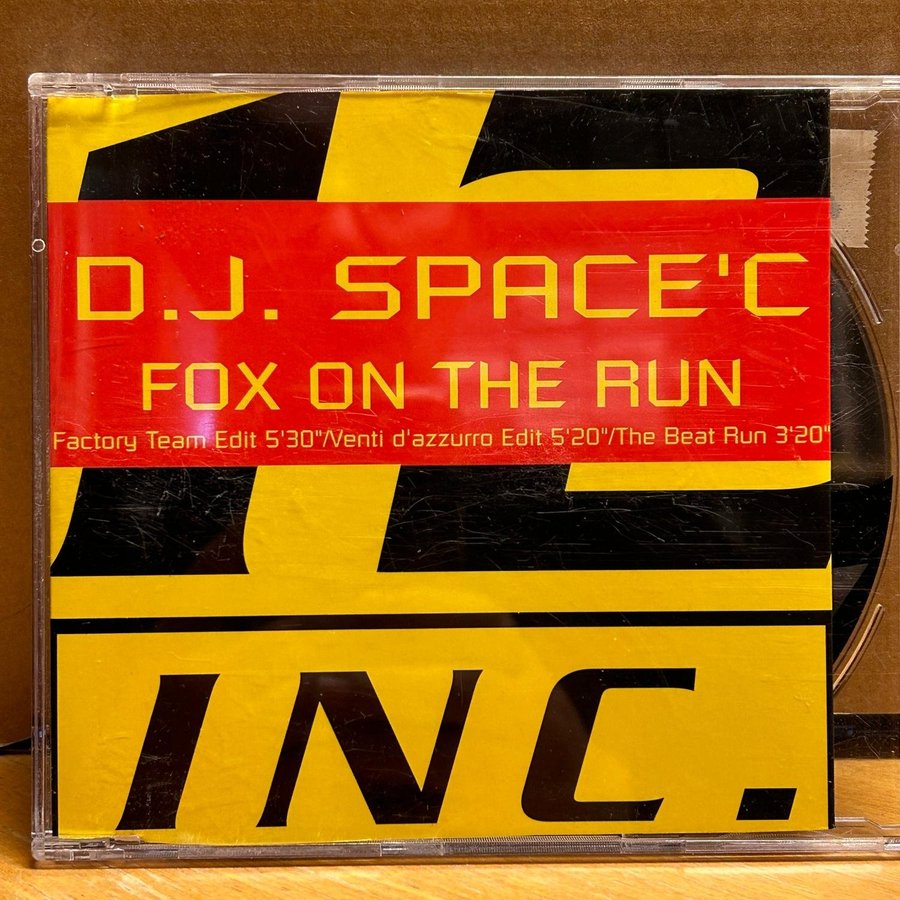 D.J. SPACE'C
FOX ON THE RUN
Factory Team Edit 5'30"/Venti d'azzurro Edit 5'20"/The Beat Run 3'20"
INC.